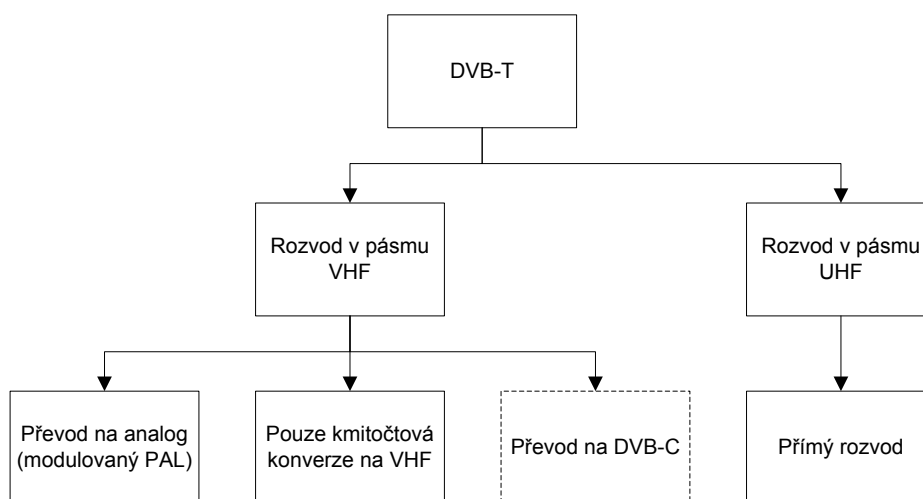 DVB-T
Rozvod v pásmu
VHF
Rozvod v pásmu
UHF
Převod na analog
(modulovaný PAL)
Pouze kmitočtová
konverze na VHF
Převod na DVB-C
Přímý rozvod